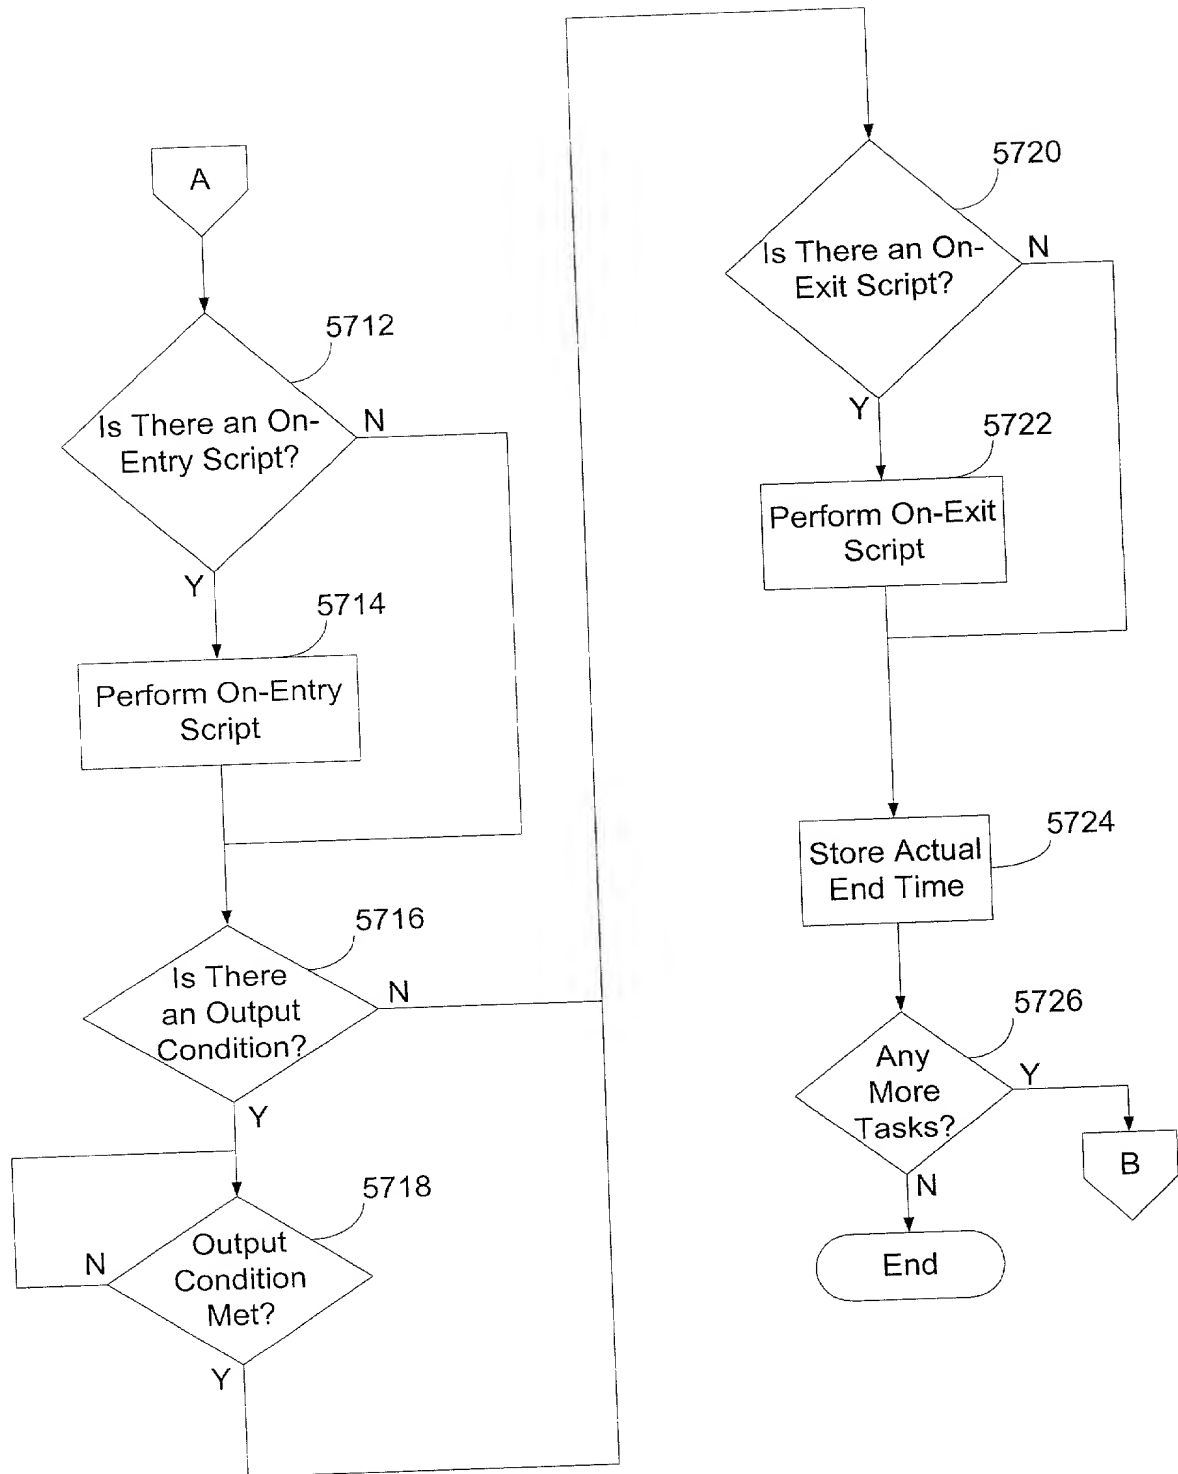 A
5712
Is There an On-
Entry Script?
N
Y
5714
Perform On-Entry
Script
5716
Is There
an Output
Condition?
N
Y
5718
Output
Condition
Met?
N
Y
5720
Is There an On-
Exit Script?
N
Y
5722
Perform On-Exit
Script
5724
Store Actual
End Time
5726
Any
More
Tasks?
Y
B
N
End